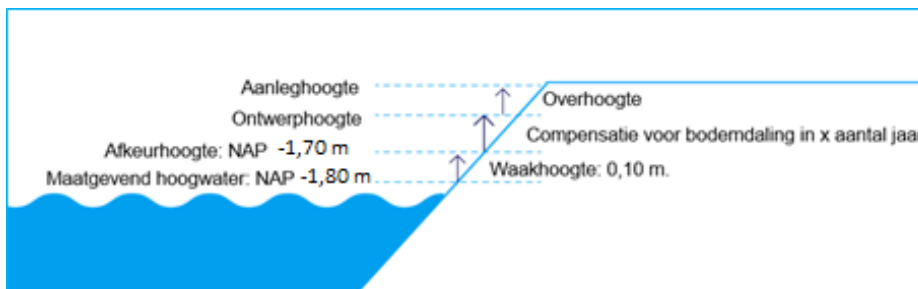 Aanleghoogte
Overhoogte
Ontwerphoogte
Compensatie voor bodemdaling in x aantal jaar
Afkeurhoogte: NAP -1,70 m
Waakhoogte: 0,10 m.
Maatgevend hoogwater: NAP -1,80 m